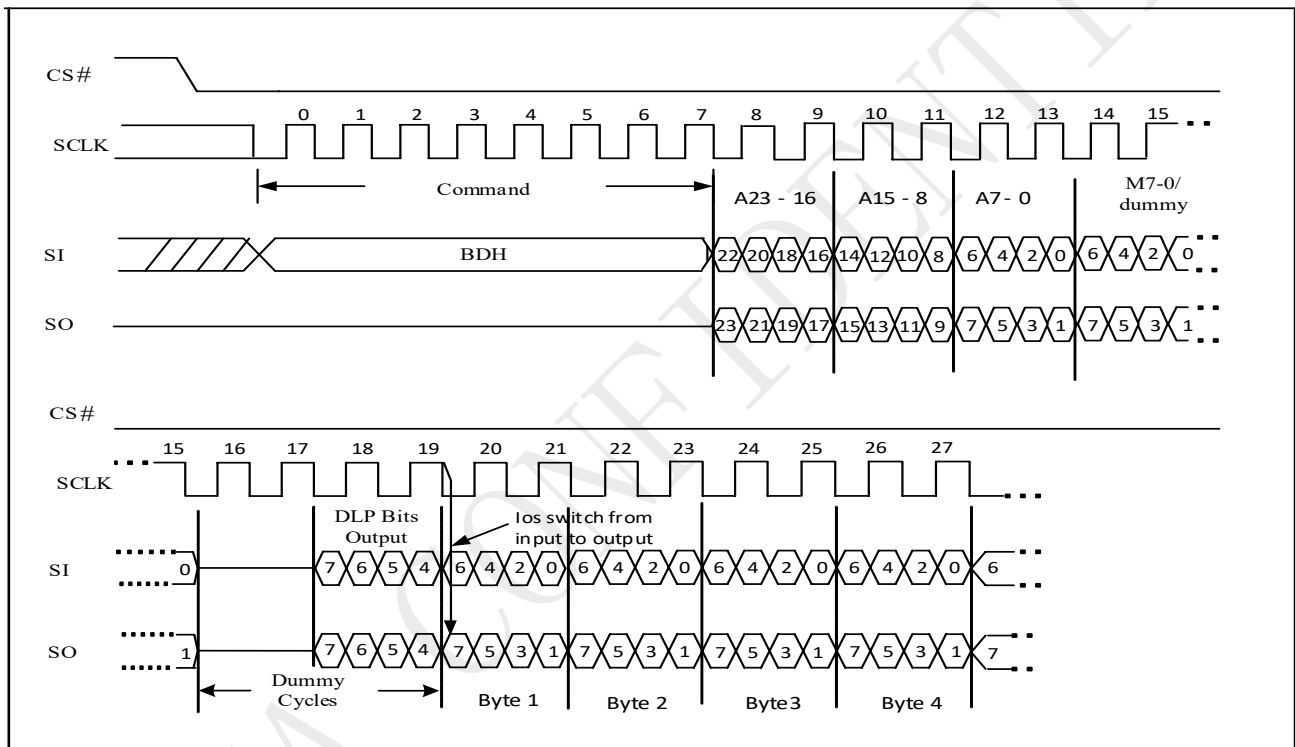 CS#
0 1 2 3 4 5 6 7 8 9 10 11 12 13 14 15
SCLK
Command
A23 - 16 A15 - 8 A7 - 0 M7-0/
dummy
SI BDH 22 20 18 16 14 12 10 8 6 4 2 0 6 4 2 0
SO 23 21 19 17 15 13 11 9 7 5 3 1 7 5 3 1
CS#
15 16 17 18 19 20 21 22 23 24 25 26 27
SCLK
DLP Bits
Output
Ios switch from
input to output
SI 0 7 6 5 4 6 4 2 0 6 4 2 0 6 4 2 0 6 4 2 0 6
SO 1 7 6 5 4 7 5 3 1 7 5 3 1 7 5 3 1 7 5 3 1 7
Dummy
Cycles
Byte 1 Byte 2 Byte3 Byte 4